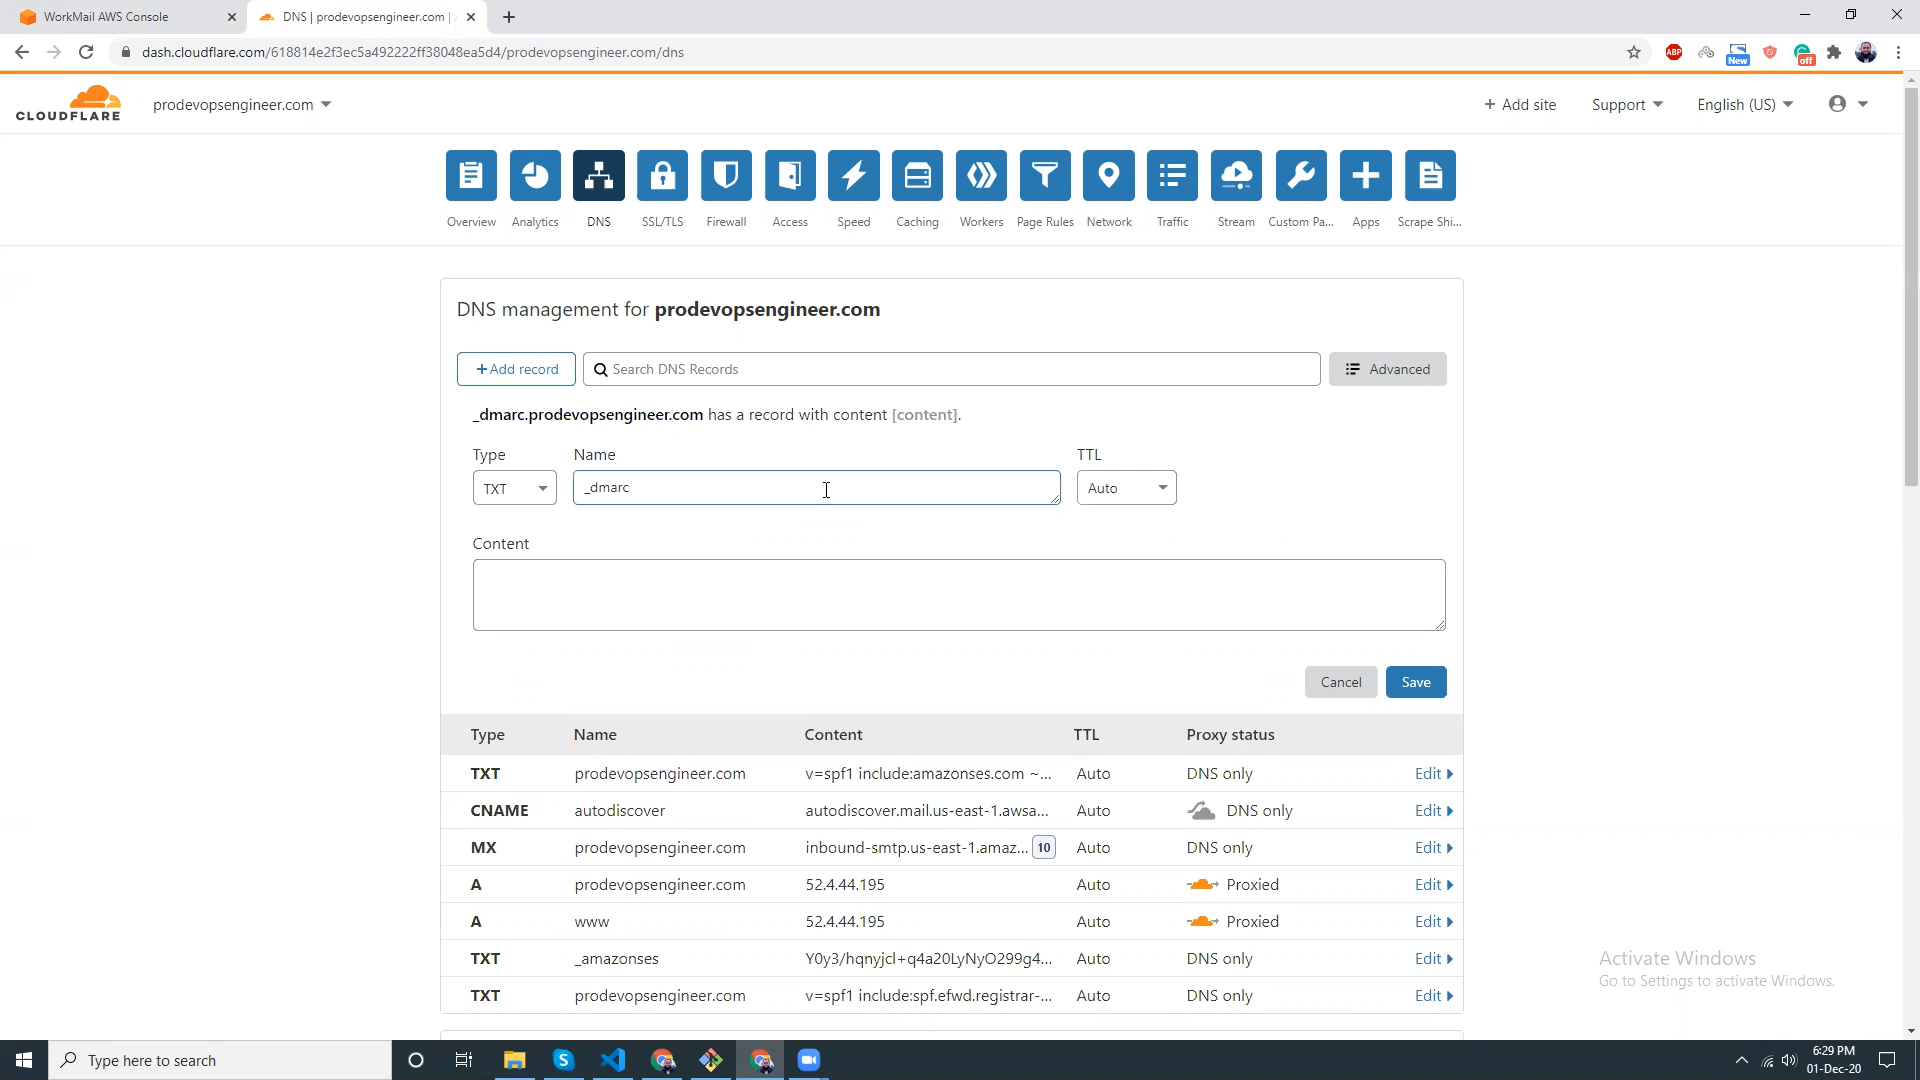 WorkMail AWS Console
DNS | prodevopsengineer.com |
dash.cloudflare.com/618814e2f3ec5a492222ff38048ea5d4/prodevopsengineer.com/dns
ABP
New
off
CLOUDFLARE
prodevopsengineer.com
+ Add site
Support
English (US)
Overview
Analytics
DNS
SSL/TLS
Firewall
Access
Speed
Caching
Workers
Page Rules
Network
Traffic
Stream
Custom Pa...
Apps
Scrape Shi...
DNS management for prodevopsengineer.com
+Add record
Search DNS Records
Advanced
_dmarc.prodevopsengineer.com has a record with content [content].
Type
Name
TTL
TXT
_dmarc
Auto
Content
Cancel
Save
Type Name Content TTL Proxy status
TXT prodevopsengineer.com v=spf1 include:amazonses.com ~... Auto DNS only Edit
CNAME autodiscover autodiscover.mail.us-east-1.awsa... Auto DNS only Edit
MX prodevopsengineer.com inbound-smtp.us-east-1.amaz... 10 Auto DNS only Edit
A prodevopsengineer.com 52.4.44.195 Auto Proxied Edit
A www 52.4.44.195 Auto Proxied Edit
TXT _amazonses Y0y3/hqnyjcl+q4a20LyNyO299g4... Auto DNS only Edit
TXT prodevopsengineer.com v=spf1 include:spf.efwd.registrar-... Auto DNS only Edit
Activate Windows
Go to Settings to activate Windows.
Type here to search
6:29 PM
01-Dec-20